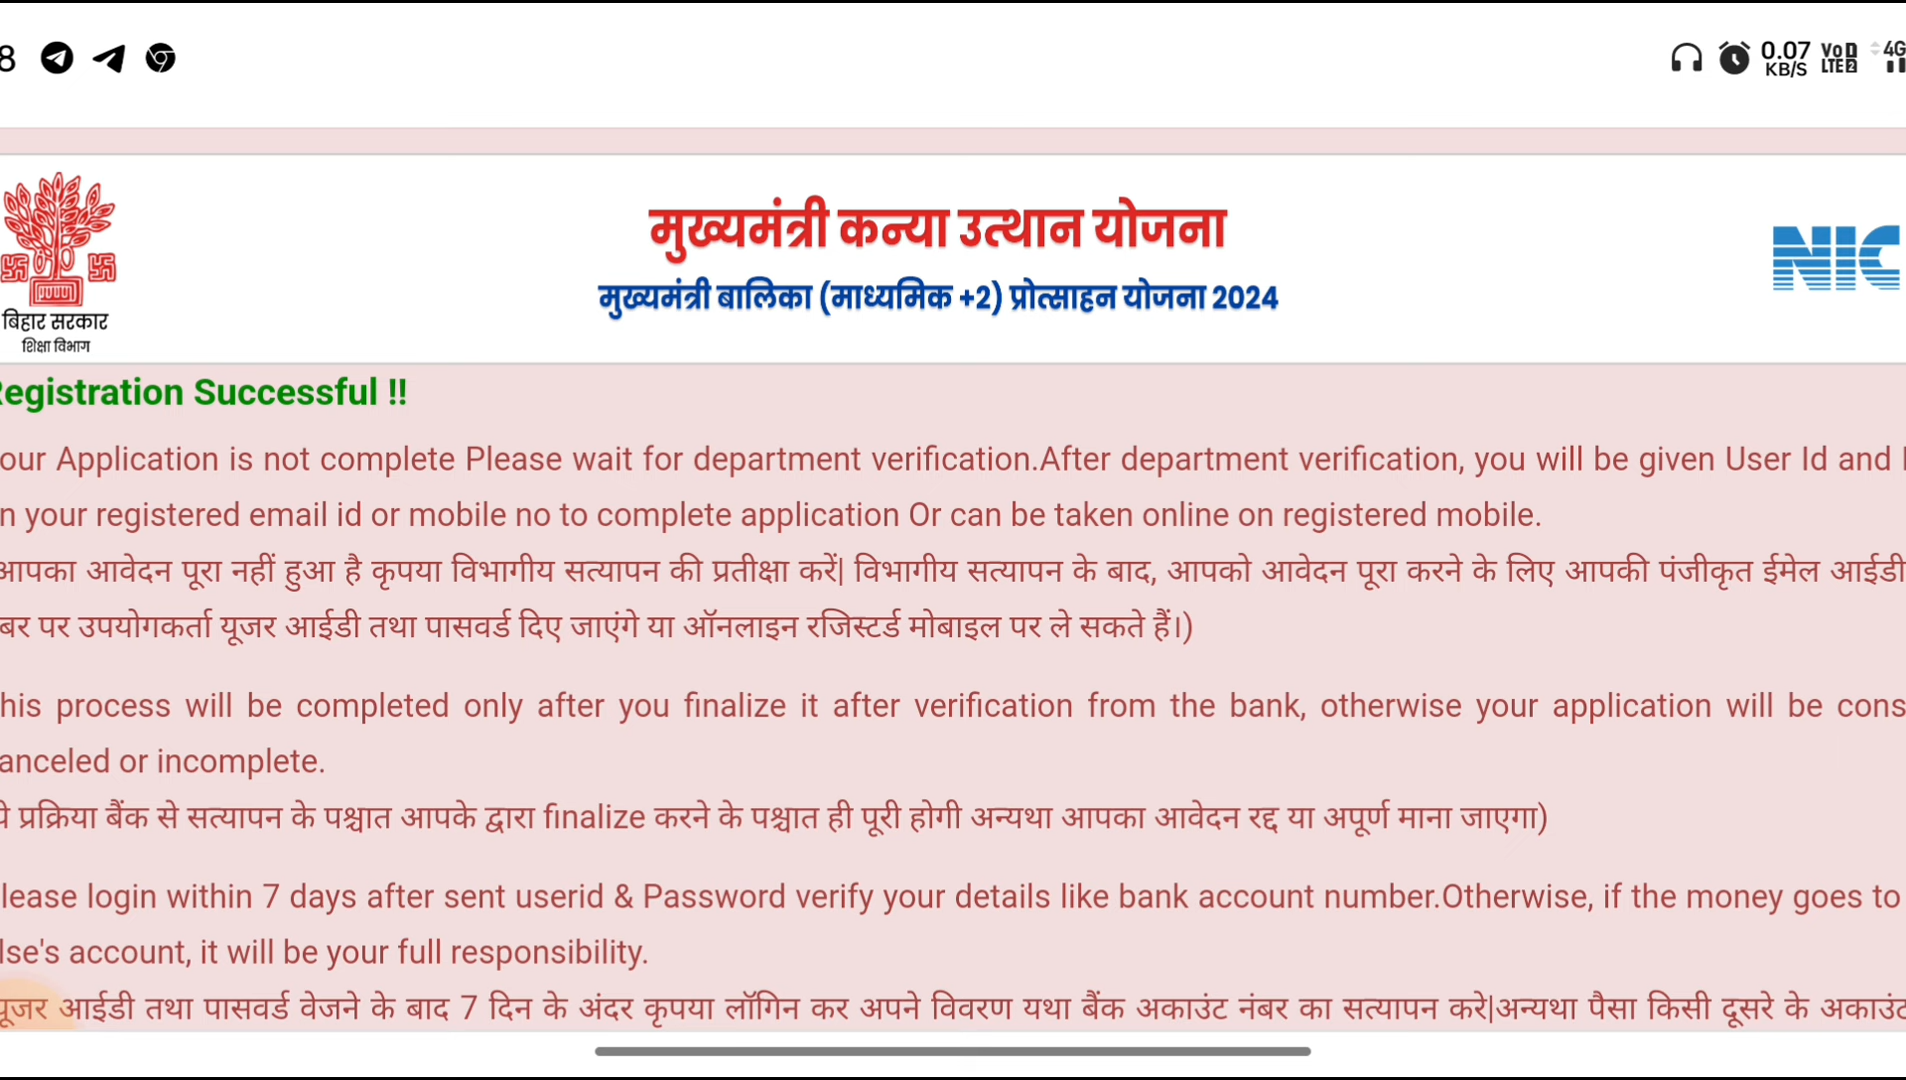 8
0.07
KB/S
Vo
LTE 2
4G
मुख्यमंत्री कन्या उत्थान योजना
मुख्यमंत्री बालिका (माध्यमिक +2) प्रोत्साहन योजना 2024
NIC
बिहार सरकार
शिक्षा विभाग
egistration Successful !!
our Application is not complete Please wait for department verification.After department verification, you will be given User Id and
n your registered email id or mobile no to complete application Or can be taken online on registered mobile.
आपका आवेदन पूरा नहीं हुआ है कृपया विभागीय सत्यापन की प्रतीक्षा करें| विभागीय सत्यापन के बाद, आपको आवेदन पूरा करने के लिए आपकी पंजीकृत ईमेल आईडी
बर पर उपयोगकर्ता यूजर आईडी तथा पासवर्ड दिए जाएंगे या ऑनलाइन रजिस्टर्ड मोबाइल पर ले सकते हैं।)
his process will be completed only after you finalize it after verification from the bank, otherwise your application will be cons
anceled or incomplete.
ये प्रक्रिया बैंक से सत्यापन के पश्चात आपके द्वारा finalize करने के पश्चात ही पूरी होगी अन्यथा आपका आवेदन रद्द या अपूर्ण माना जाएगा)
lease login within 7 days after sent userid & Password verify your details like bank account number.Otherwise, if the money goes to
lse's account, it will be your full responsibility.
यूजर आईडी तथा पासवर्ड वेजने के बाद 7 दिन के अंदर कृपया लॉगिन कर अपने विवरण यथा बैंक अकाउंट नंबर का सत्यापन करे|अन्यथा पैसा किसी दूसरे के अकाउंट